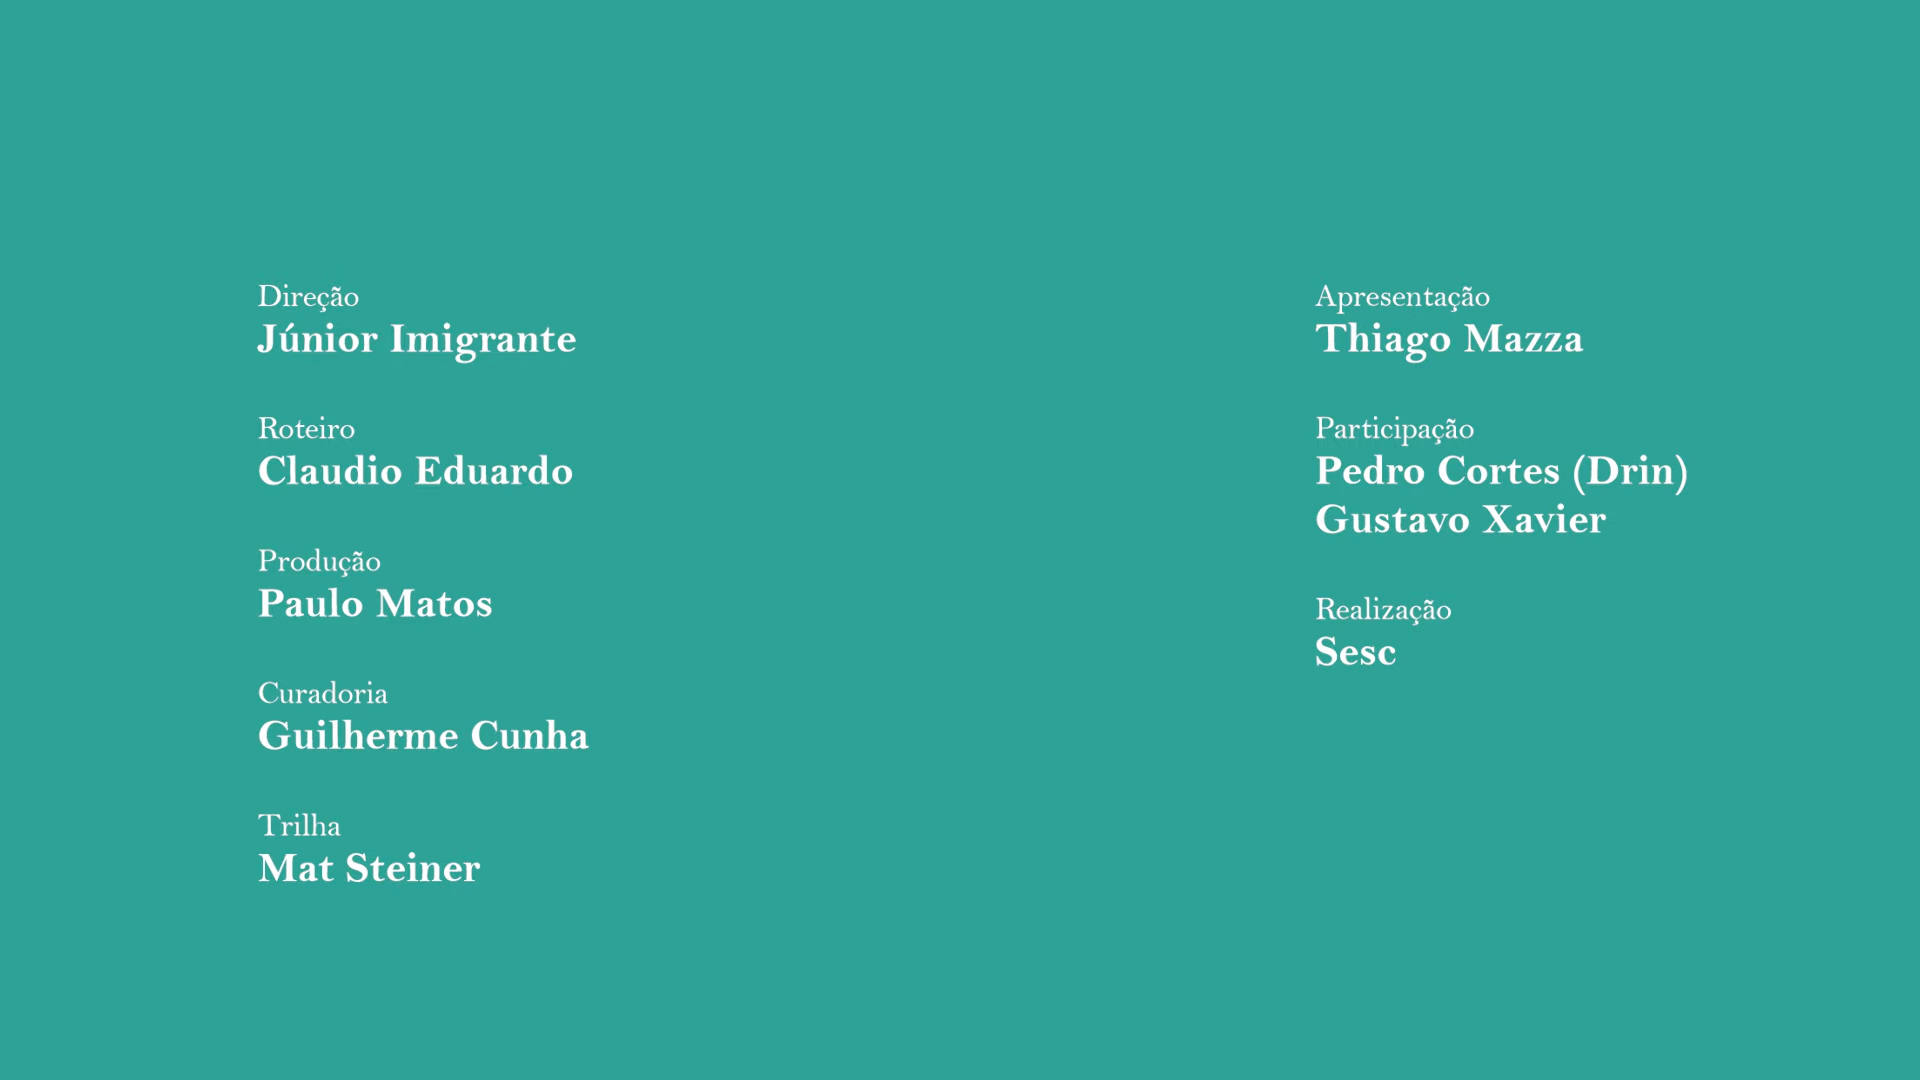 Direção
Júnior Imigrante
Roteiro
Claudio Eduardo
Produção
Paulo Matos
Curadoria
Guilherme Cunha
Trilha
Mat Steiner
Apresentação
Thiago Mazza
Participação
Pedro Cortes (Drin)
Gustavo Xavier
Realização
Sesc